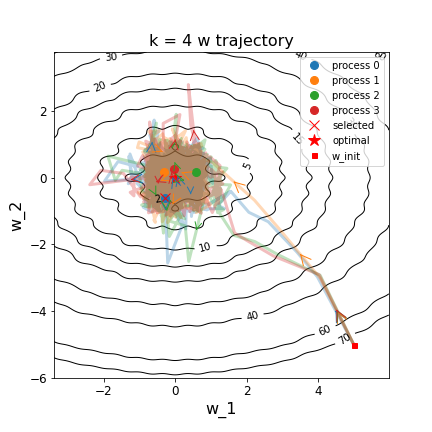 k = 4 w trajectory
process 0
process 1
process 2
process 3
selected
optimal
w_init
30
20
5
2
10
40
60
70
2
0
−2
−4
−6
w_2
−2
0
2
4
w_1